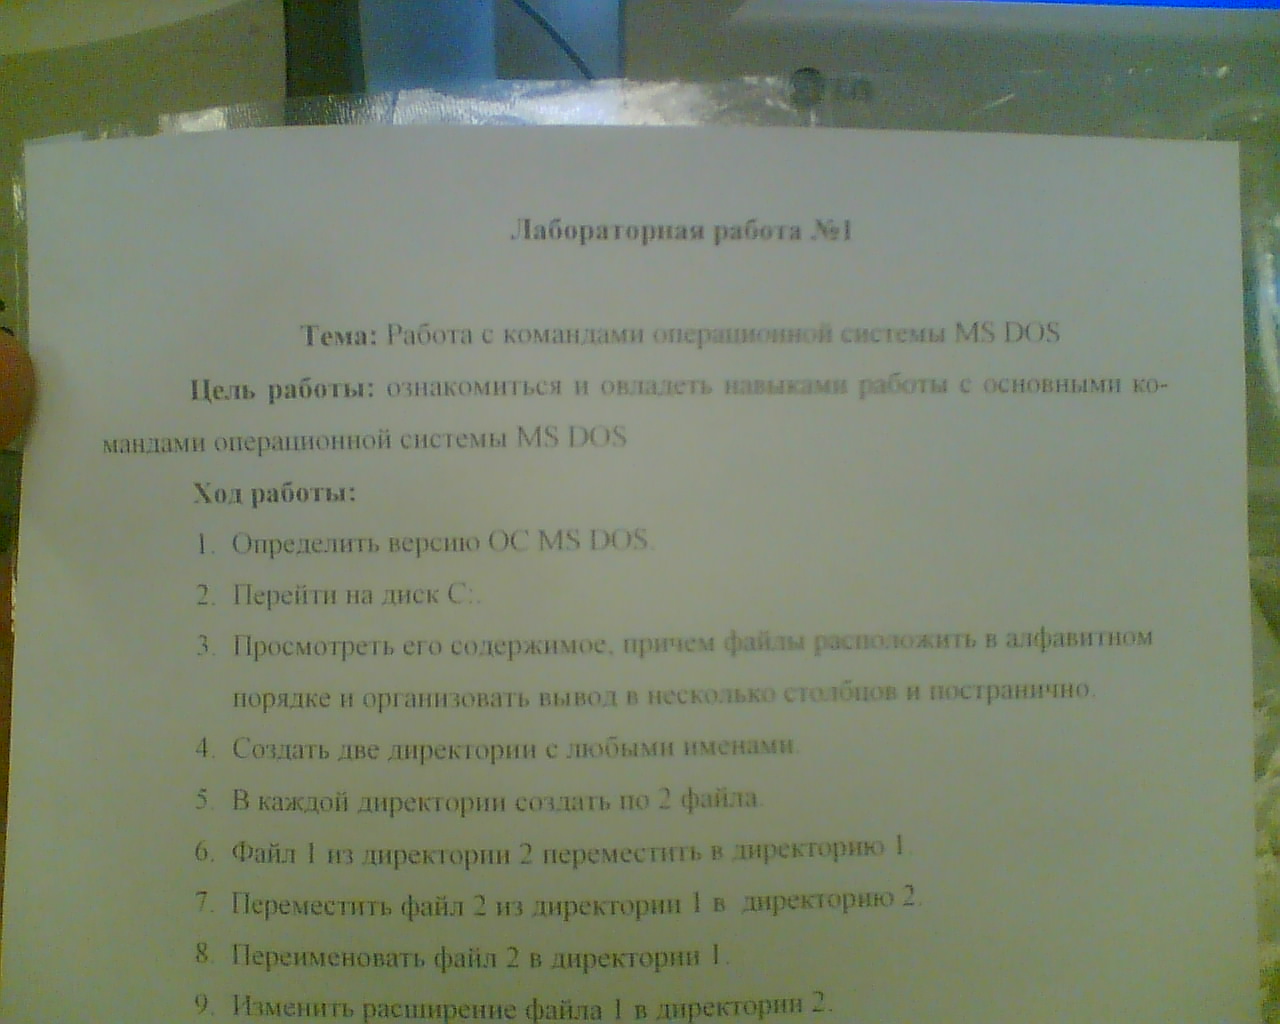 LG
Лабораторная работа №1
Тема: Работа с командами операционной системы MS DOS
Цель работы: ознакомиться и овладеть навыками работы с основными ко-
мандами операционной системы MS DOS
Ход работы:
1. Определить версию ОС MS DOS.
2. Перейти на диск С:.
3. Просмотреть его содержимое, причем файлы расположить в алфавитном
порядке и организовать вывод в несколько столбцов и постранично.
4. Создать две директории с любыми именами.
5. В каждой директории создать по 2 файла.
6. Файл 1 из директории 2 переместить в директорию 1.
7. Переместить файл 2 из директории 1 в директорию 2.
8. Переименовать файл 2 в директории 1.
9. Изменить расширение файла 1 в директории 2.